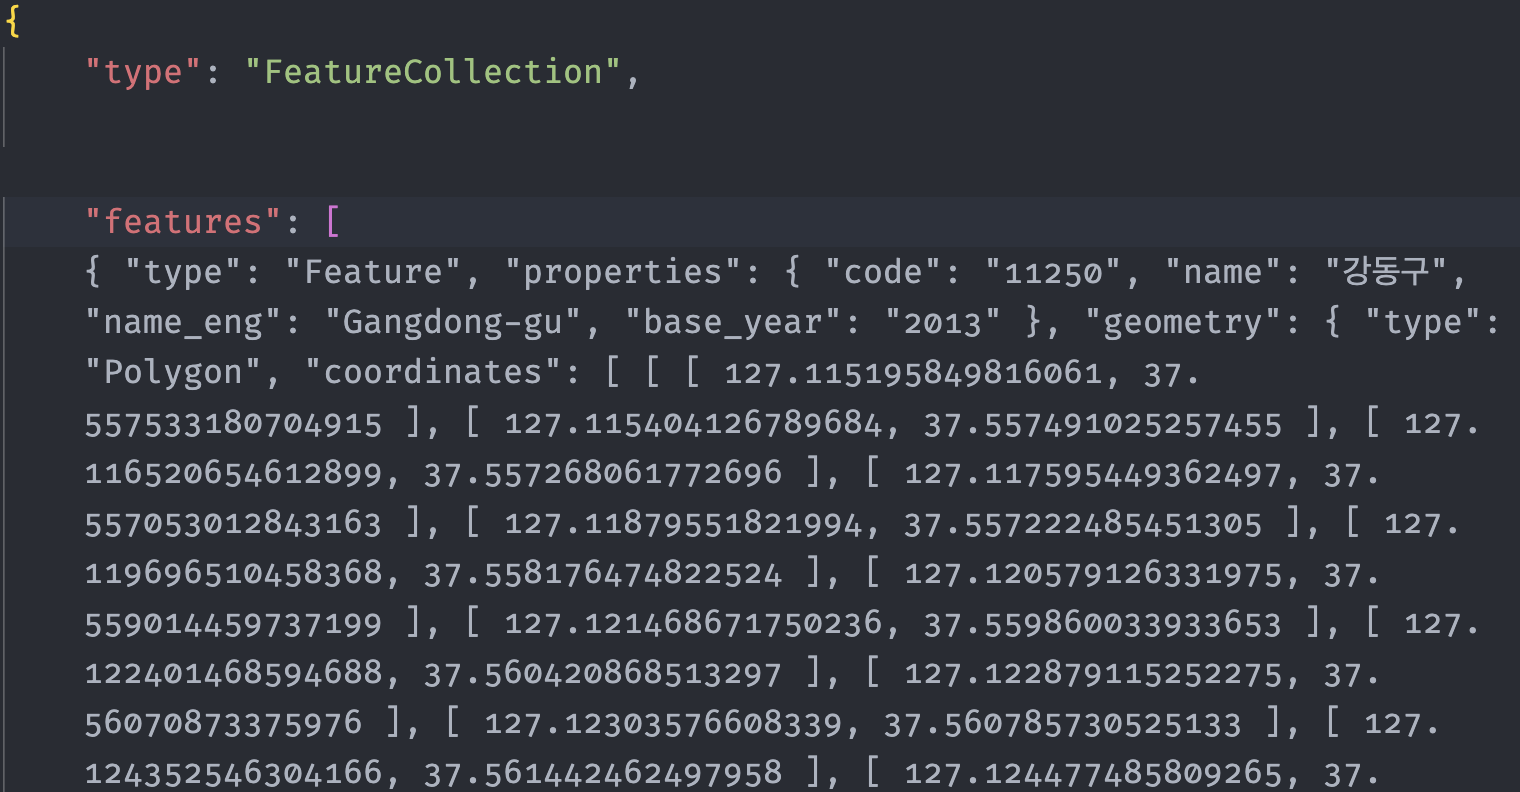 {
"type": "FeatureCollection",
"features": [
{ "type": "Feature", "properties": { "code": "11250", "name": "강동구",
"name_eng": "Gangdong-gu", "base_year": "2013" }, "geometry": { "type":
"Polygon", "coordinates": [ [ [ 127.115195849816061, 37.
557533180704915 ], [ 127.115404126789684, 37.557491025257455 ], [ 127.
116520654612899, 37.557268061772696 ], [ 127.117595449362497, 37.
557053012843163 ], [ 127.11879551821994, 37.557222485451305 ], [ 127.
119696510458368, 37.558176474822524 ], [ 127.120579126331975, 37.
559014459737199 ], [ 127.121468671750236, 37.559860033933653 ], [ 127.
122401468594688, 37.560420868513297 ], [ 127.122879115252275, 37.
56070873375976 ], [ 127.12303576608339, 37.560785730525133 ], [ 127.
124352546304166, 37.561442462497958 ], [ 127.124477485809265, 37.